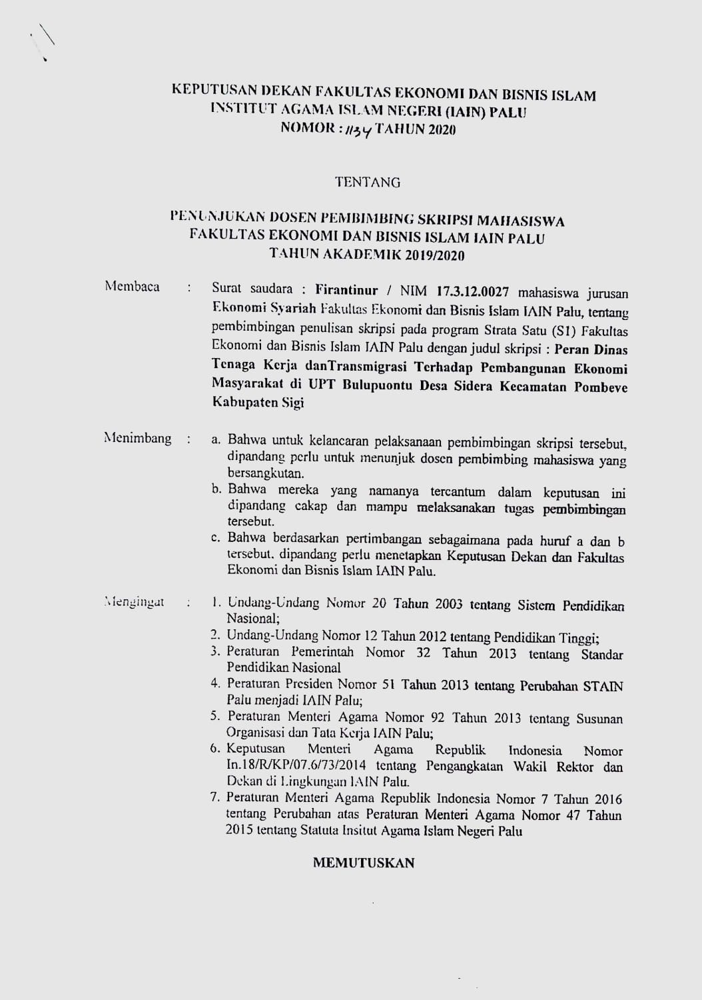 KEPUTUSAN DEKAN FAKULTAS EKONOMI DAN BISNIS ISLAM
INSTITUT AGAMA ISLAM NEGERI (IAIN) PALU
NOMOR : 1134 TAHUN 2020
TENTANG
PENUNJUKAN DOSEN PEMBIMBING SKRIPSI MAHASISWA
FAKULTAS EKONOMI DAN BISNIS ISLAM IAIN PALU
TAHUN AKADEMIK 2019/2020
Membaca : Surat saudara : Firantinur / NIM 17.3.12.0027 mahasiswa jurusan
Ekonomi Syariah Fakultas Ekonomi dan Bisnis Islam IAIN Palu, tentang
pembimbingan penulisan skripsi pada program Strata Satu (S1) Fakultas
Ekonomi dan Bisnis Islam IAIN Palu dengan judul skripsi : Peran Dinas
Tenaga Kerja danTransmigrasi Terhadap Pembangunan Ekonomi
Masyarakat di UPT Bulupuontu Desa Sidera Kecamatan Pombeve
Kabupaten Sigi
Menimbang : a. Bahwa untuk kelancaran pelaksanaan pembimbingan skripsi tersebut,
dipandang perlu untuk menunjuk dosen pembimbing mahasiswa yang
bersangkutan.
b. Bahwa mereka yang namanya tercantum dalam keputusan ini
dipandang cakap dan mampu melaksanakan tugas pembimbingan
tersebut.
c. Bahwa berdasarkan pertimbangan sebagaimana pada huruf a dan b
tersebut, dipandang perlu menetapkan Keputusan Dekan dan Fakultas
Ekonomi dan Bisnis Islam IAIN Palu.
Mengingat : 1. Undang-Undang Nomor 20 Tahun 2003 tentang Sistem Pendidikan
Nasional;
2. Undang-Undang Nomor 12 Tahun 2012 tentang Pendidikan Tinggi;
3. Peraturan Pemerintah Nomor 32 Tahun 2013 tentang Standar
Pendidikan Nasional
4. Peraturan Presiden Nomor 51 Tahun 2013 tentang Perubahan STAIN
Palu menjadi IAIN Palu;
5. Peraturan Menteri Agama Nomor 92 Tahun 2013 tentang Susunan
Organisasi dan Tata Kerja IAIN Palu;
6. Keputusan Menteri Agama Republik Indonesia Nomor
In.18/R/KP/07.6/73/2014 tentang Pengangkatan Wakil Rektor dan
Dekan di Lingkungan IAIN Palu.
7. Peraturan Menteri Agama Republik Indonesia Nomor 7 Tahun 2016
tentang Perubahan atas Peraturan Menteri Agama Nomor 47 Tahun
2015 tentang Statuta Insitut Agama Islam Negeri Palu
MEMUTUSKAN